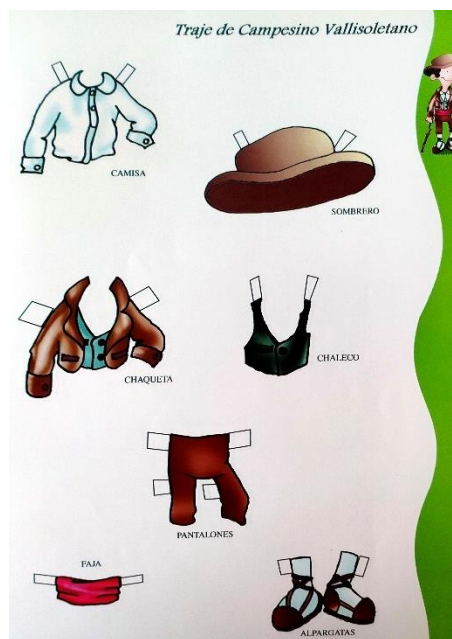 Traje de Campesino Vallisoletano
CAMISA
SOMBRERO
CHAQUETA
CHALECO
PANTALONES
FAJA
ALPARGATAS